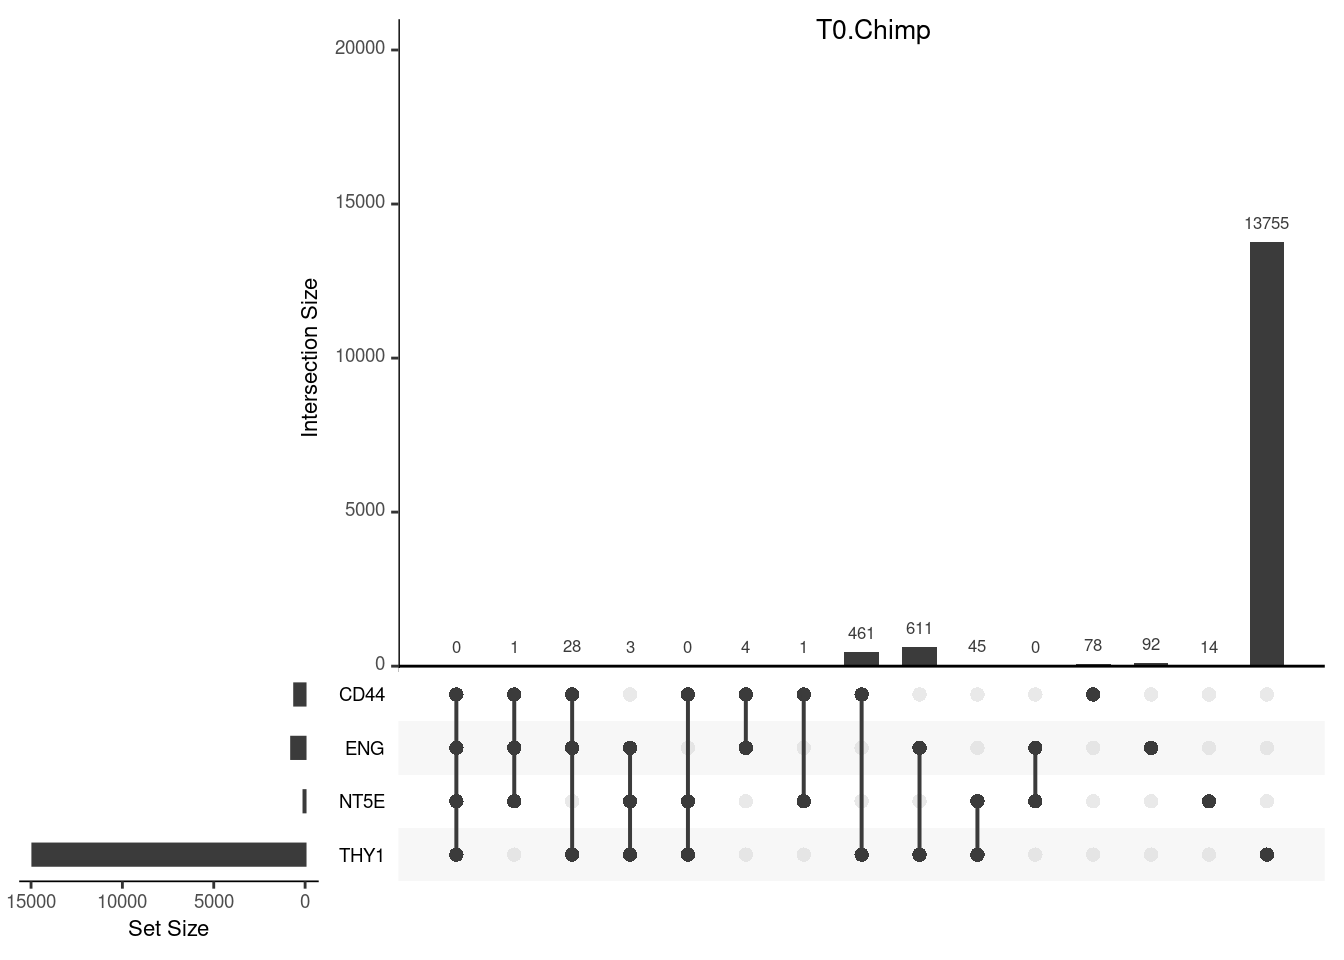 T0.Chimp
20000
15000
10000
5000
0
Intersection Size
13755
0 1 28 3 0 4 1 461 611 45 0 78 92 14
CD44
ENG
NT5E
THY1
15000 10000 5000 0
Set Size